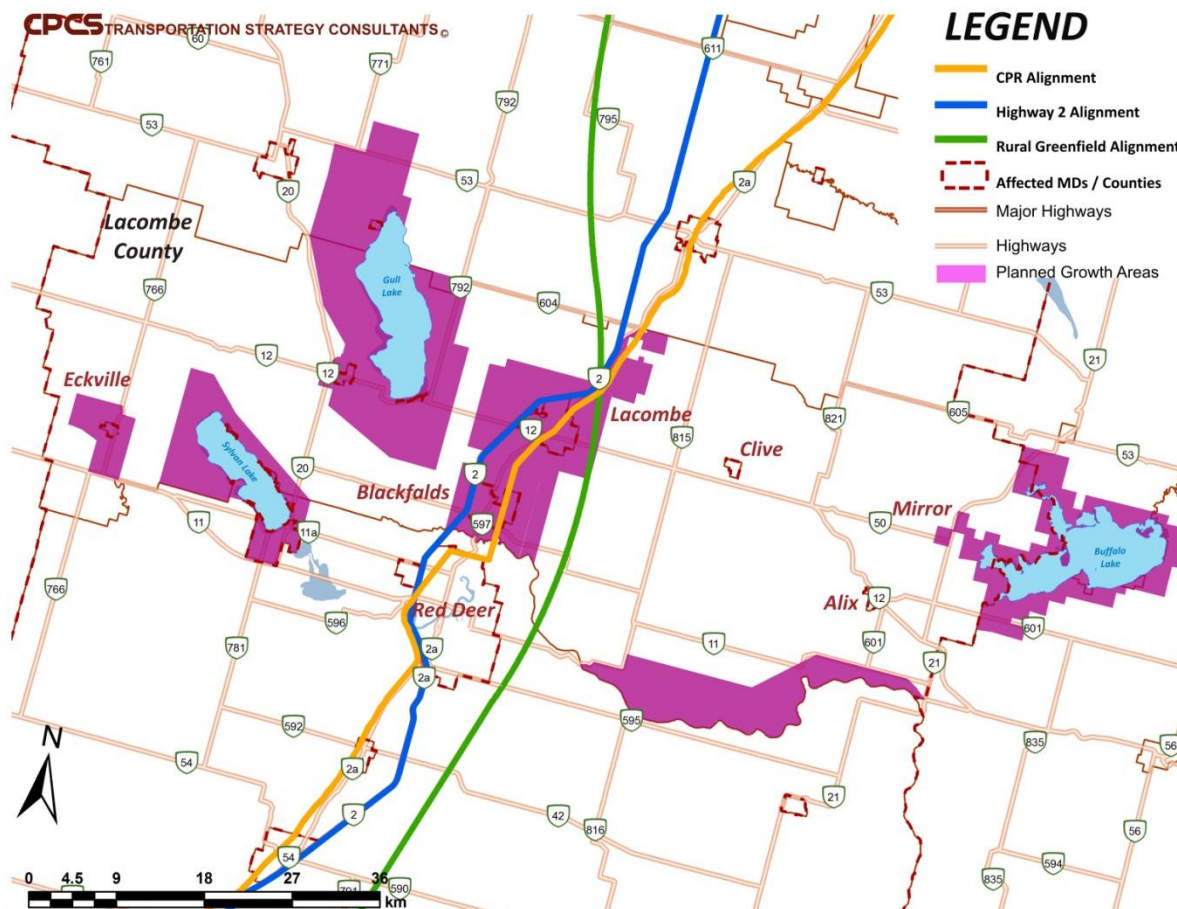 CPCS TRANSPORTATION STRATEGY CONSULTANTS©
LEGEND
CPR Alignment
Highway 2 Alignment
Rural Greenfield Alignment
Affected MDs / Counties
Major Highways
Highways
Planned Growth Areas
60
611
761
771
792
795
53
53
2a
20
Lacombe
County
Gull
Lake
766
792
604
53
12
12
2
21
Eckville
Lacombe
605
12
821
815
Sylvan Lake
20
2
Clive
53
Blackfalds
Mirror
11
11a
597
50
Buffalo
Lake
766
596
Red Deer
Alix
12
601
781
2a
11
601
21
2a
592
595
54
2a
835
56
N
2
21
42
816
56
54
594
0 4.5 9 18 27 36
km
791
590
835